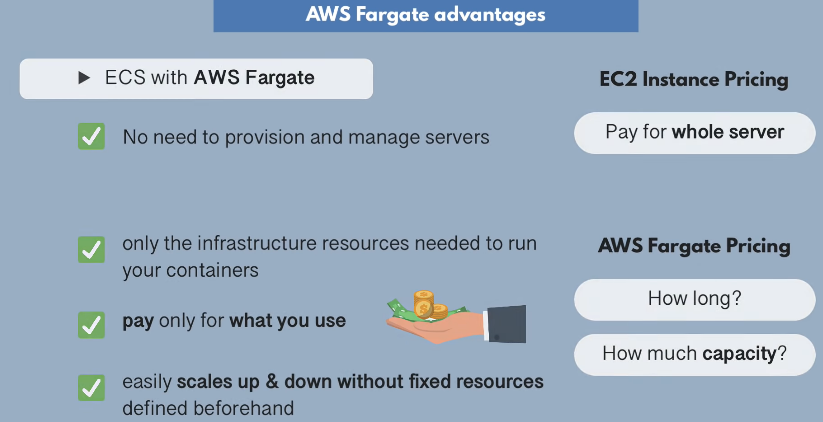 AWS Fargate advantages
▶ ECS with AWS Fargate
No need to provision and manage servers
only the infrastructure resources needed to run
your containers
pay only for what you use
easily scales up & down without fixed resources
defined beforehand
EC2 Instance Pricing
Pay for whole server
AWS Fargate Pricing
How long?
How much capacity?